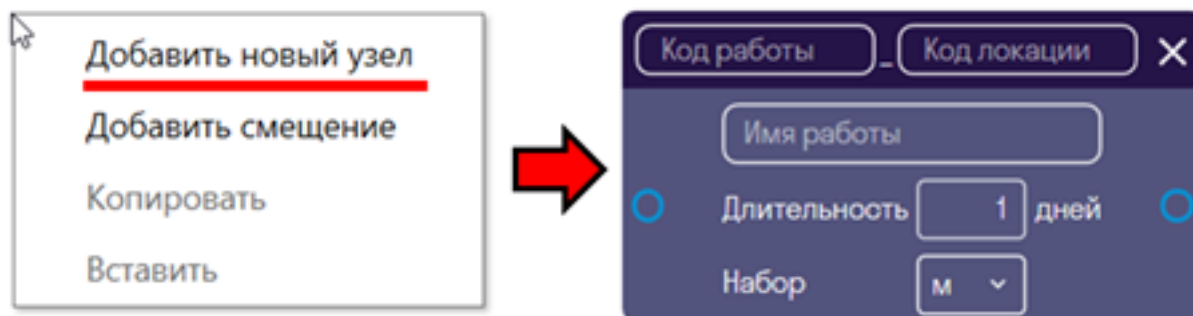 Добавить новый узел
Добавить смещение
Копировать
Вставить
Код работы _ Код локации
Имя работы
Длительность 1 дней
Набор м